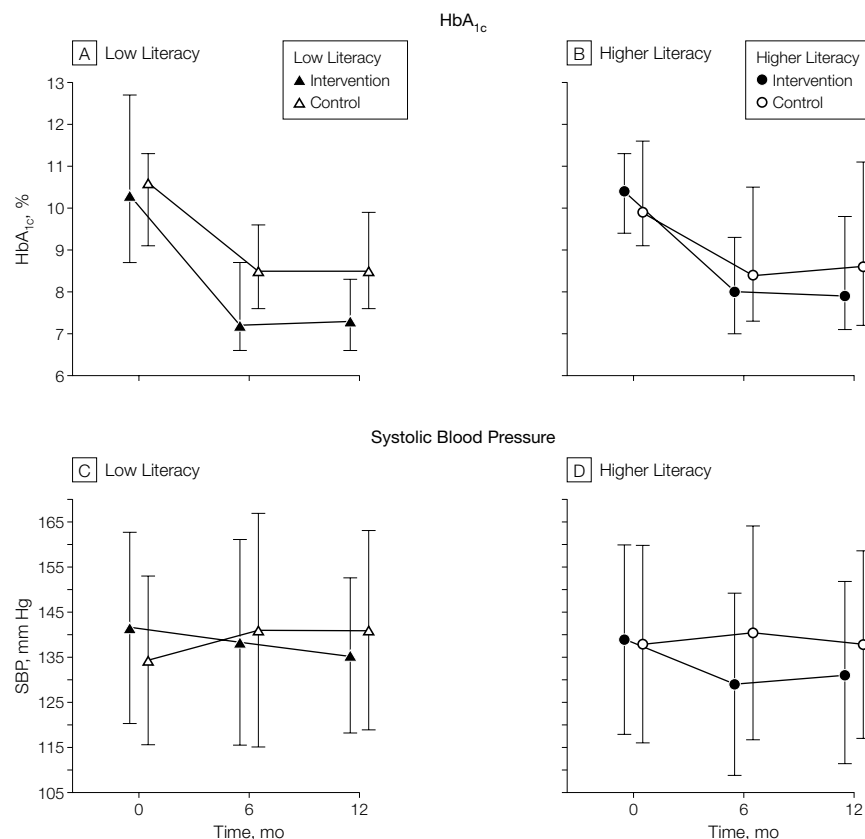 HbA1c
A Low Literacy
Low Literacy
Intervention
Control
B Higher Literacy
Higher Literacy
Intervention
Control
13
12
11
10
9
8
7
6
HbA1c, %
Systolic Blood Pressure
C Low Literacy
D Higher Literacy
165
155
145
135
125
115
105
SBP, mm Hg
0 6 12
Time, mo
0 6 12
Time, mo